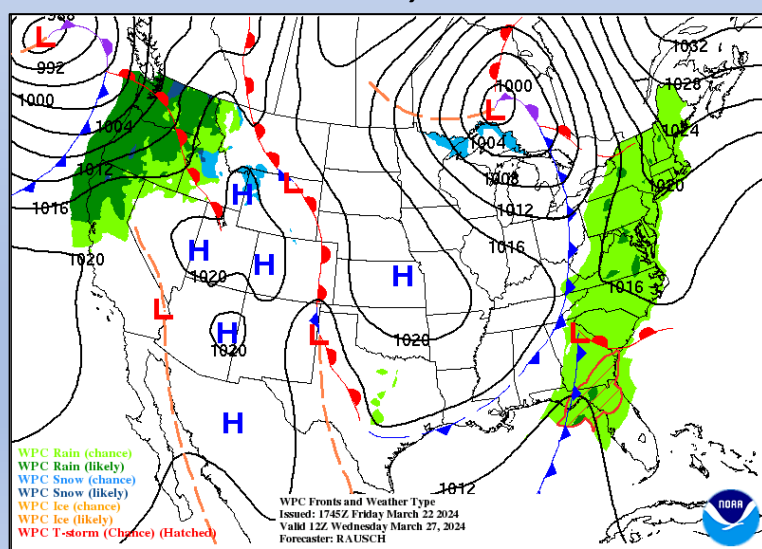 988
L
992
1000
1004
1012
1016
1020
L
1000
1004
1008
1012
1016
1032
1028
1024
1020
1016
H
L
H
H
1020
H
1020
H
1020
L
L
L
H
1012
WPC Rain (chance)
WPC Rain (likely)
WPC Snow (chance)
WPC Snow (likely)
WPC Ice (chance)
WPC Ice (likely)
WPC T-storm (Chance) (Hatched)
WPC Fronts and Weather Type
Issued: 1745Z Friday March 22 2024
Valid 12Z Wednesday March 27, 2024
Forecaster: RAUSCH
NOAA